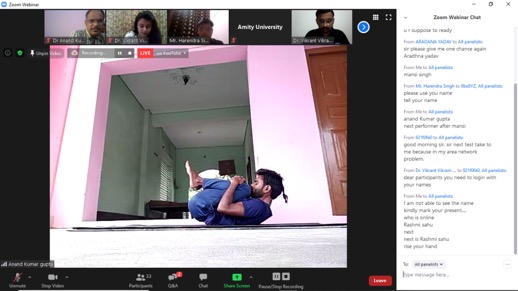 Zoom Webinar
Dr Anand Ku...
Mr. Harendra Si...
Amity University
Dr. Vikrant Vikra...
Unpin Video
Recording...
LIVE on YouTube
Anand Kumar gupta
Unmute
Stop Video
Participants
33
Q&A
Chat
Share Screen
Pause/Stop Recording
Leave
Zoom Webinar Chat
u r suppose to ready
From ARADANA YADAV to All panelists:
sir please give me one chanse again
Aradhna yadav
From Me to All panelists:
mansi singh
From Mr. Harendra Singh to All panelists:
please use you name
tell your name
From Me to All panelists:
anand Kumar gupta
next performer after mansi
to All panelists:
good morning sir. sir next test take to
me because in my area network
problem.
From Dr. Vikrant Vikram ... to All panelists:
dear participants you need to login with
your names
From Me to All panelists:
I am not able to see the name
kindly mark your present....
who is online
Rashmi sahu
next
next is Rashmi sahu
rise your hand
To: All panelists
Type message here...